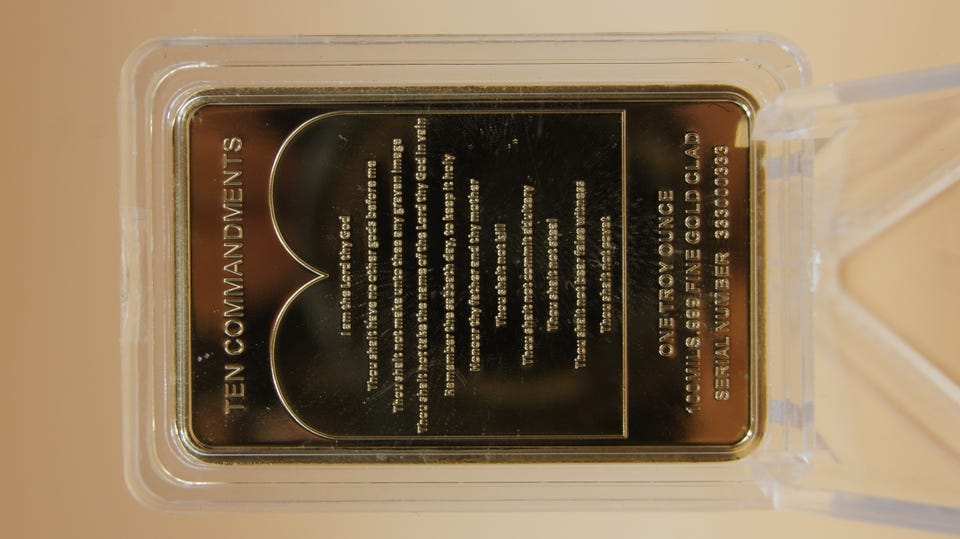 TEN COMMANDMENTS
I am the Lord thy God
Thou shalt have no other gods before me
Thou shalt not make unto thee any graven image
Thou shalt not take the name of the Lord thy God in vain
Remember the sabbath day, to keep it holy
Honour thy father and thy mother
Thou shalt not kill
Thou shalt not commit adultery
Thou shalt not steal
Thou shalt not bear false witness
Thou shalt not covet
ONE TROY OUNCE
100 MILS .999 FINE GOLD CLAD
SERIAL NUMBER 333000333